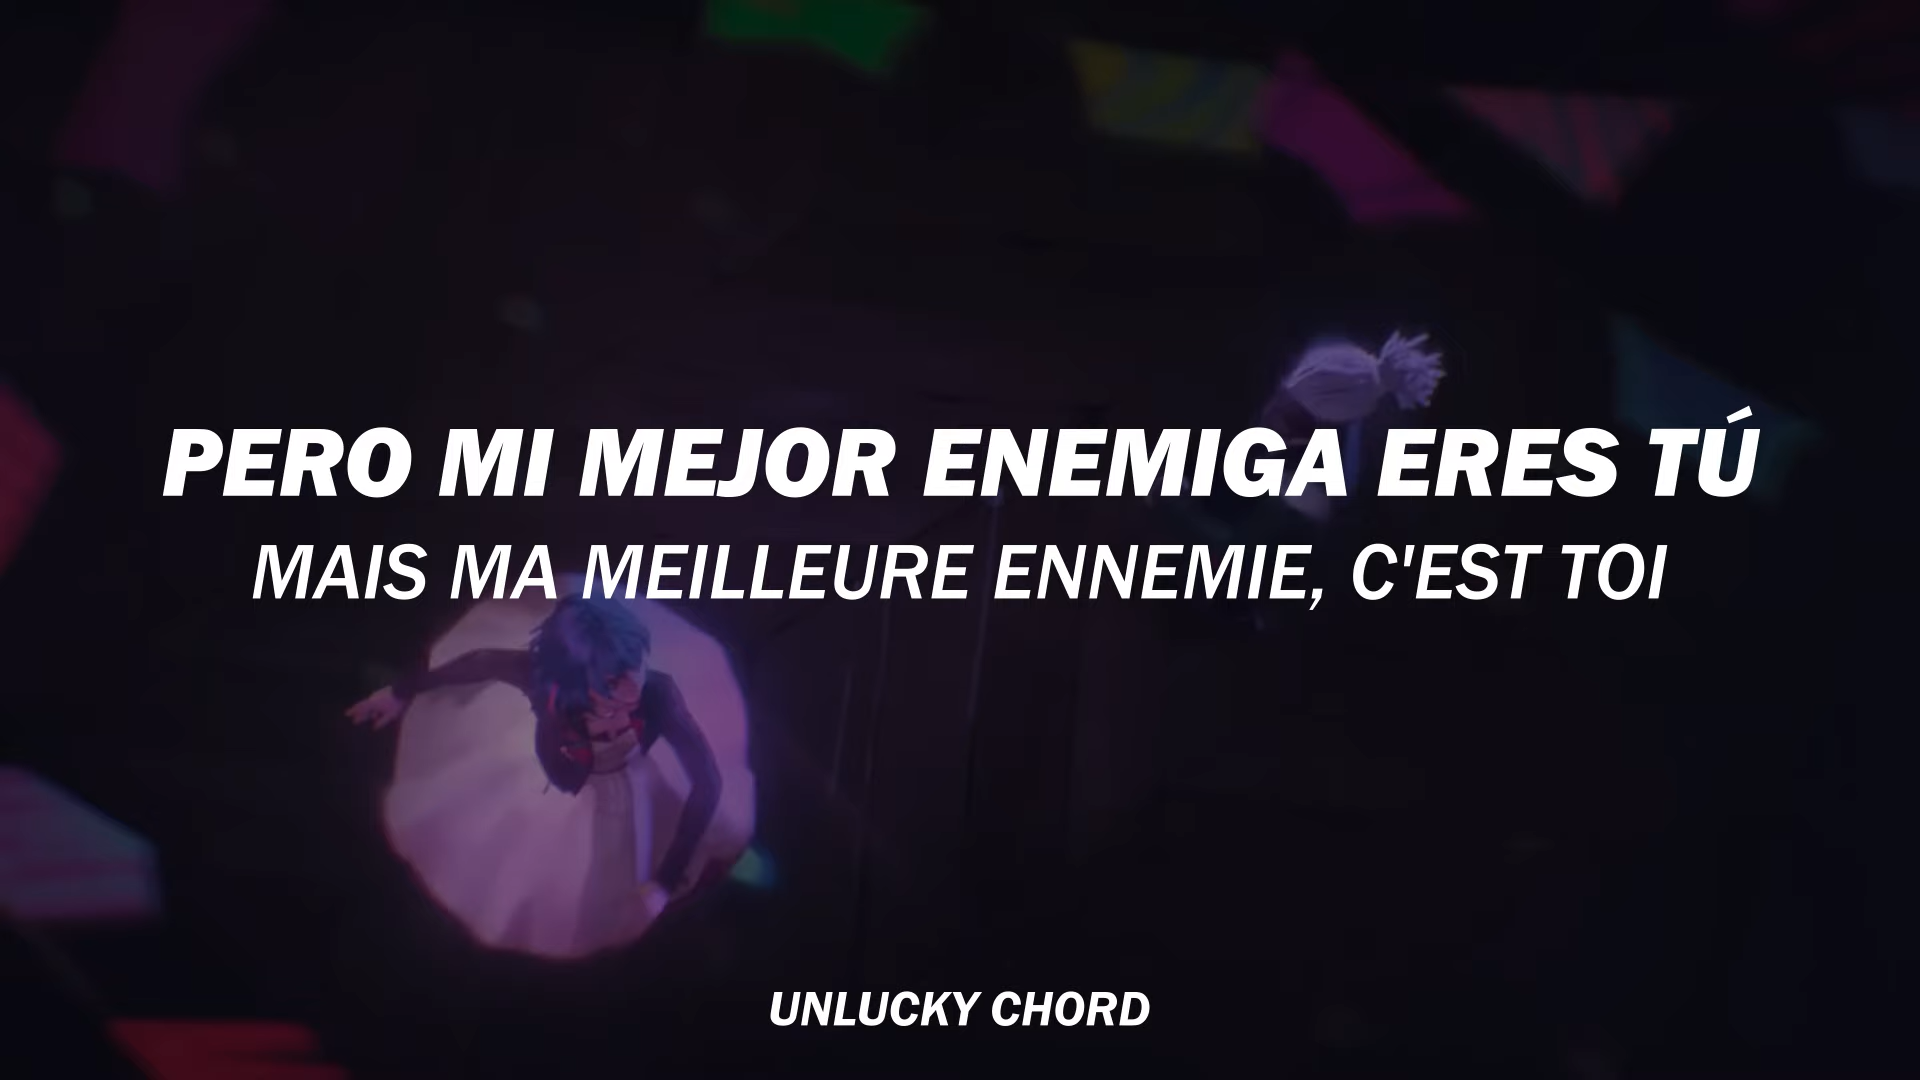 PERO MI MEJOR ENEMIGA ERES TÚ
MAIS MA MEILLEURE ENNEMIE, C'EST TOI
UNLUCKY CHORD